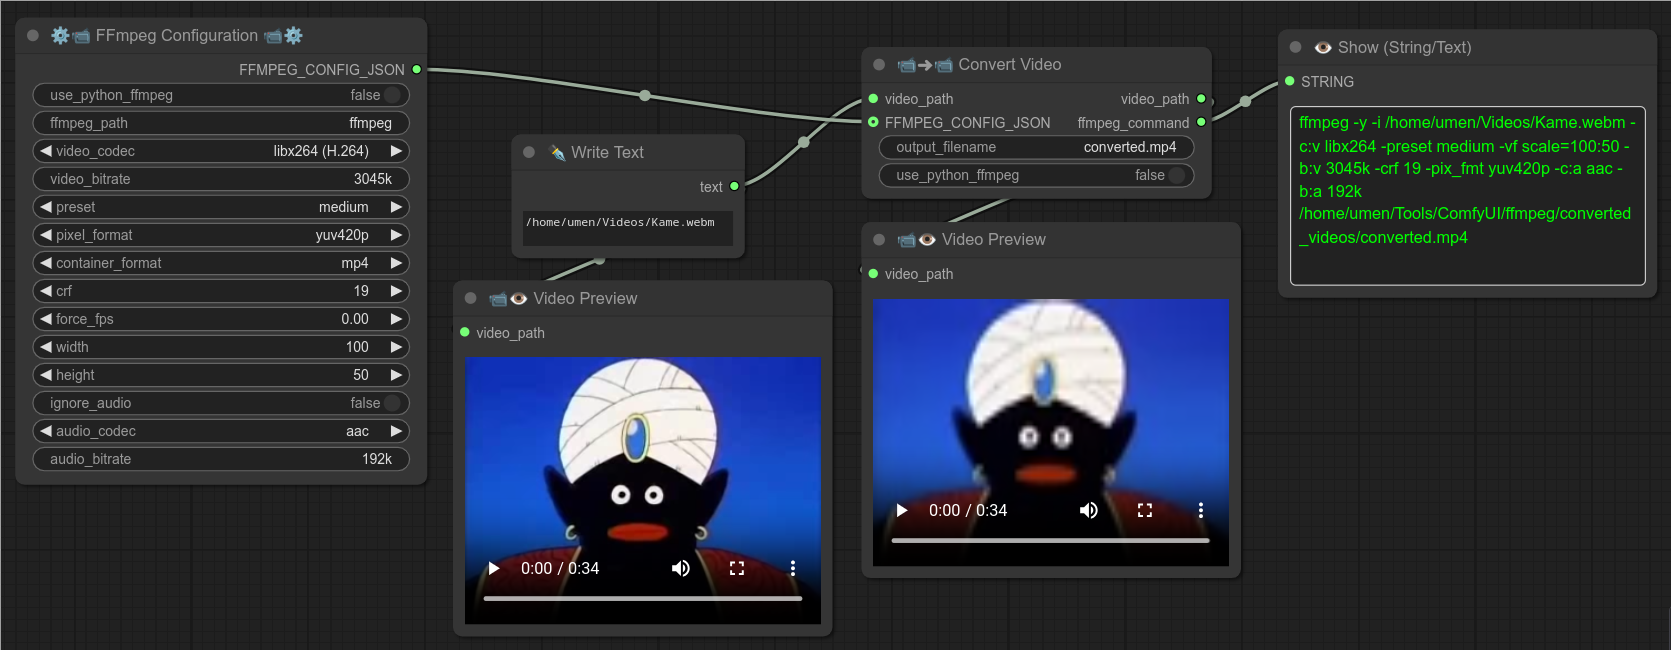 FFmpeg Configuration
FFMPEG_CONFIG_JSON
use_python_ffmpeg false
ffmpeg_path ffmpeg
video_codec libx264 (H.264)
video_bitrate 3045k
preset medium
pixel_format yuv420p
container_format mp4
crf 19
force_fps 0.00
width 100
height 50
ignore_audio false
audio_codec aac
audio_bitrate 192k
Write Text
text
/home/umen/Videos/Kame.webm
Video Preview
video_path
0:00 / 0:34
Convert Video
video_path video_path
FFMPEG_CONFIG_JSON ffmpeg_command
output_filename converted.mp4
use_python_ffmpeg false
Video Preview
video_path
0:00 / 0:34
Show (String/Text)
STRING
ffmpeg -y -i /home/umen/Videos/Kame.webm -
c:v libx264 -preset medium -vf scale=100:50 -
b:v 3045k -crf 19 -pix_fmt yuv420p -c:a aac -
b:a 192k
/home/umen/Tools/ComfyUI/ffmpeg/converted
_videos/converted.mp4